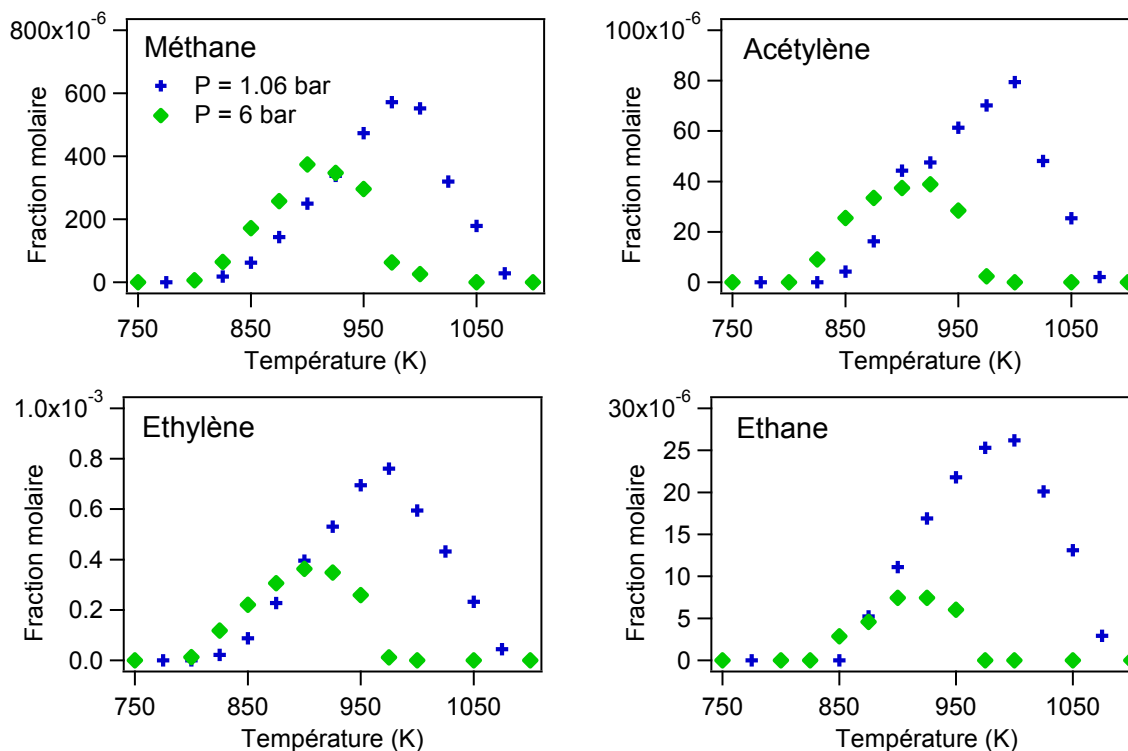 800x10-6
Méthane
P = 1.06 bar
P = 6 bar
600
400
200
0
750
850
950
1050
Température (K)
Fraction molaire
100x10-6
Acétylène
80
60
40
20
0
750
850
950
1050
Température (K)
Fraction molaire
1.0x10-3
Ethylène
0.8
0.6
0.4
0.2
0.0
750
850
950
1050
Température (K)
Fraction molaire
30x10-6
Ethane
25
20
15
10
5
0
750
850
950
1050
Température (K)
Fraction molaire